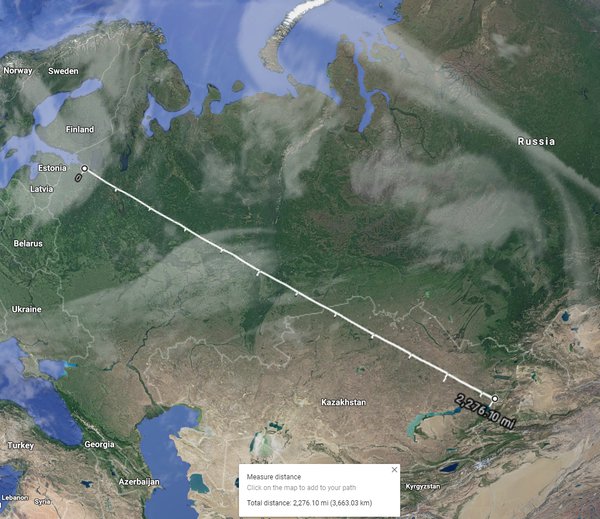 Norway
Sweden
Finland
Russia
Estonia
0
Latvia
Belarus
Ukraine
Kazakhstan
2,276.10 mi
Turkey
Georgia
Azerbaijan
Kyrgyzstan
Lebanon
Syria
Measure distance
Click on the map to add to your path
Total distance: 2,276.10 mi (3,663.03 km)